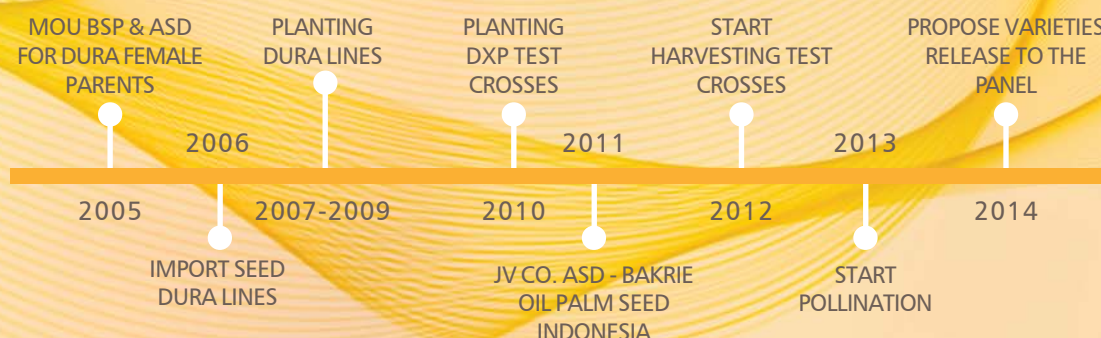 MOU BSP & ASD
FOR DURA FEMALE
PARENTS
2005
2006
IMPORT SEED
DURA LINES
PLANTING
DURA LINES
2007-2009
PLANTING
DXP TEST
CROSSES
2010
2011
JV CO. ASD - BAKRIE
OIL PALM SEED
INDONESIA
START
HARVESTING TEST
CROSSES
2012
2013
START
POLLINATION
PROPOSE VARIETIES
RELEASE TO THE
PANEL
2014